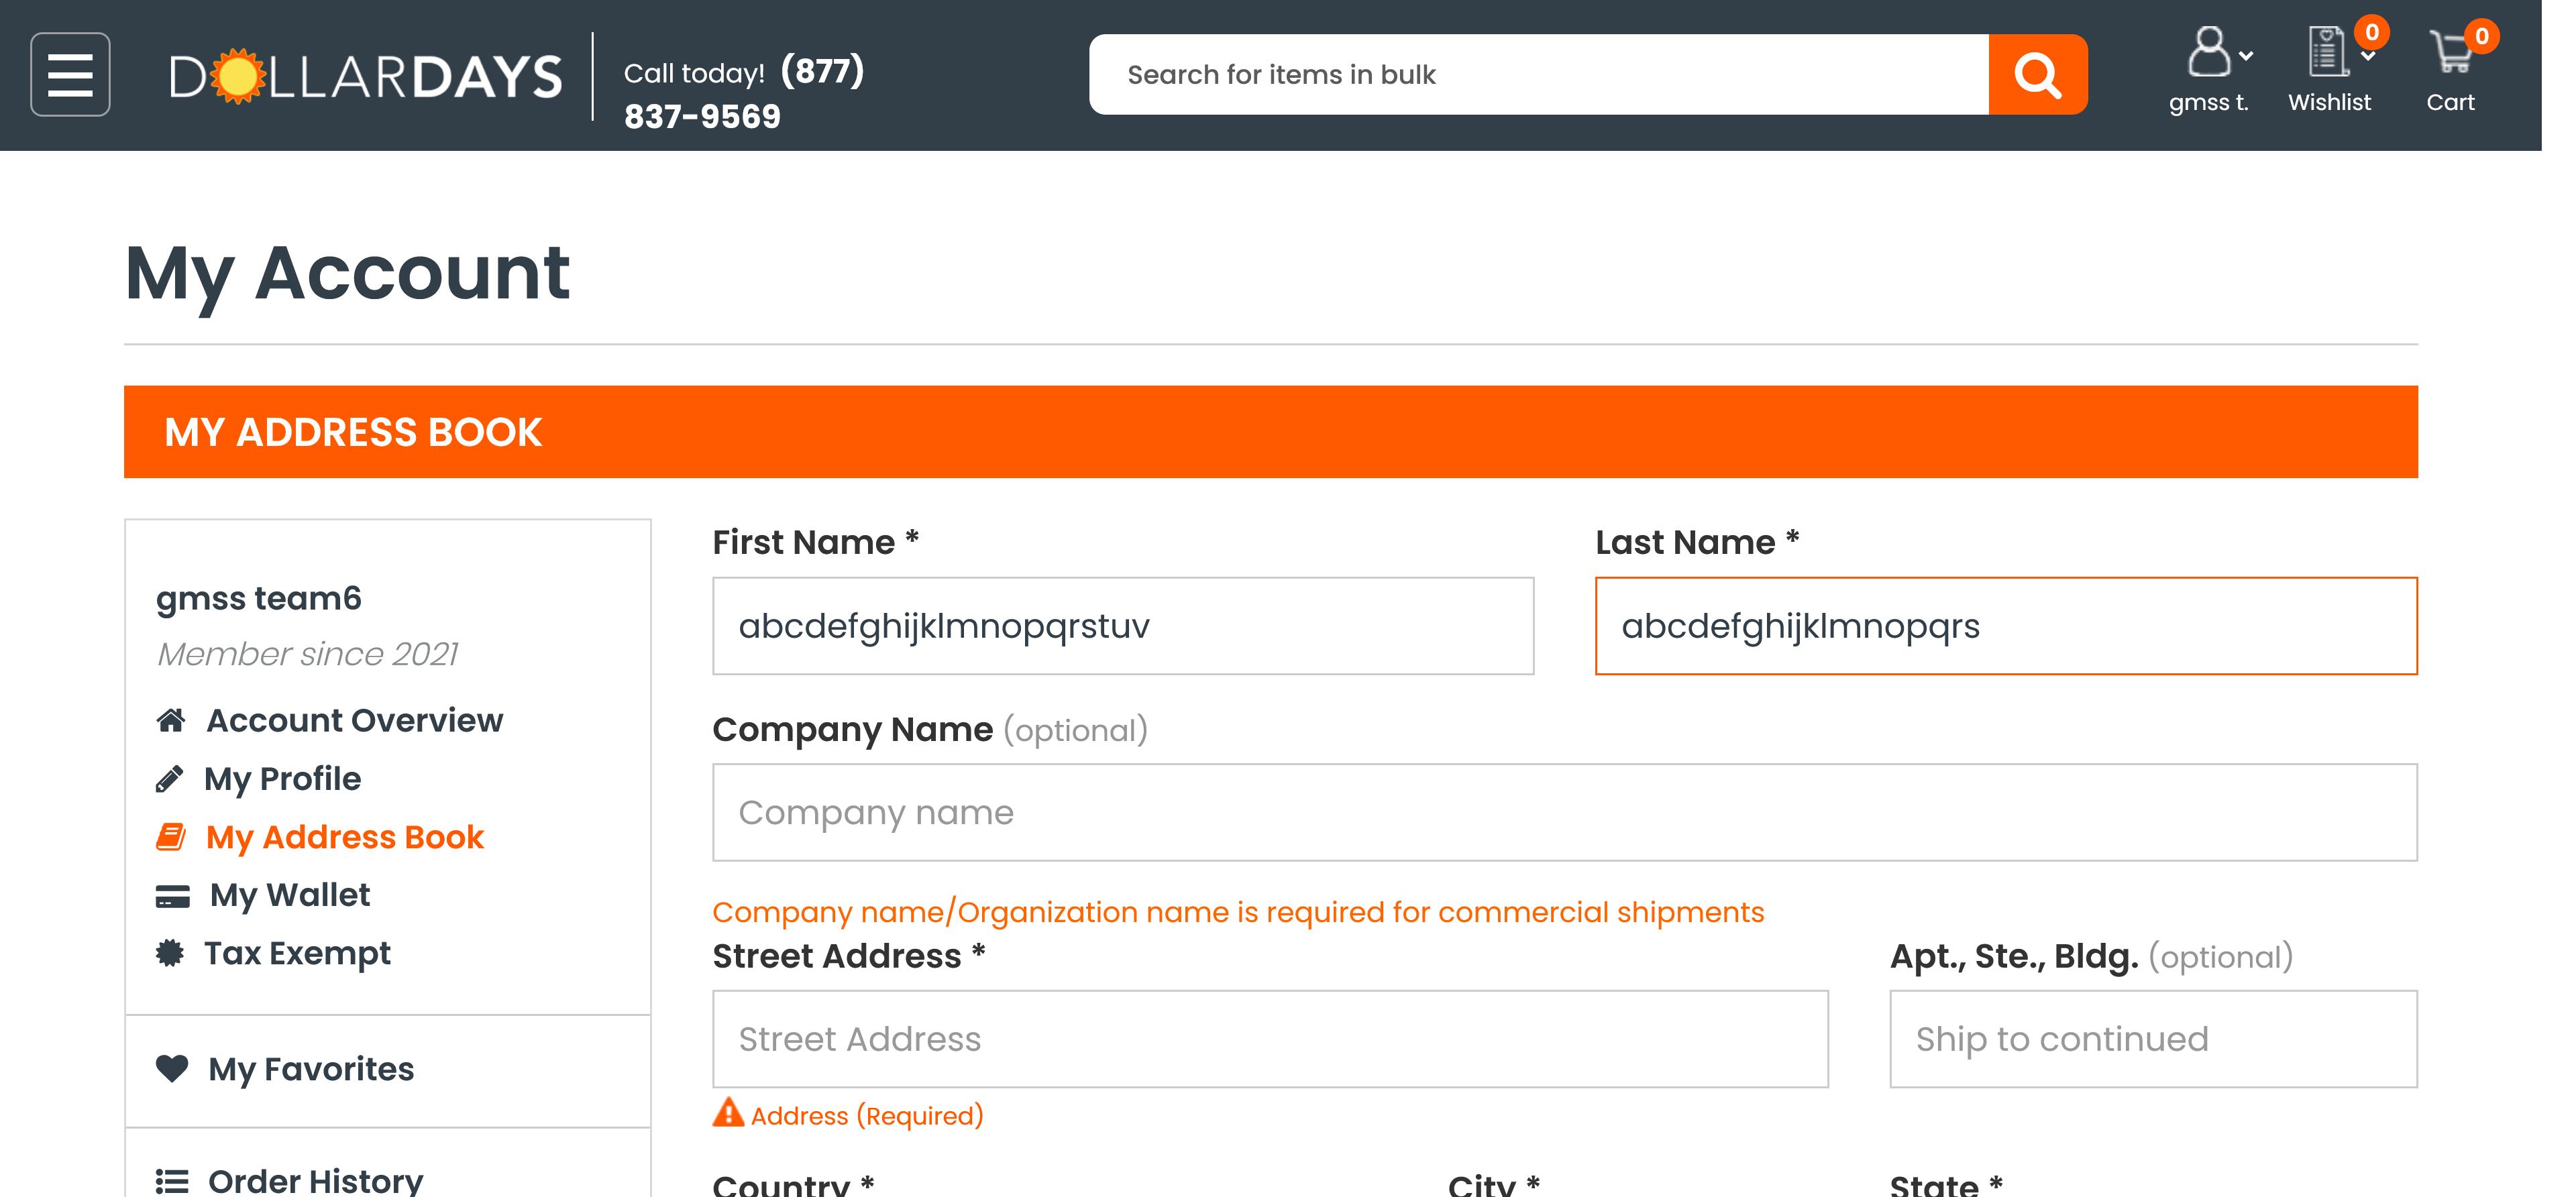 DOLLARDAYS
Call today! (877)
837-9569
Search for items in bulk
gmss t.
0
Wishlist
0
Cart
My Account
MY ADDRESS BOOK
gmss team6
Member since 2021
Account Overview
My Profile
My Address Book
My Wallet
Tax Exempt
My Favorites
Order History
First Name *
Last Name *
abcdefghijklmnopqrstuv
abcdefghijklmnopqrs
Company Name (optional)
Company name
Company name/Organization name is required for commercial shipments
Street Address *
Apt., Ste., Bldg. (optional)
Street Address
Ship to continued
Address (Required)
Country *
City *
State *